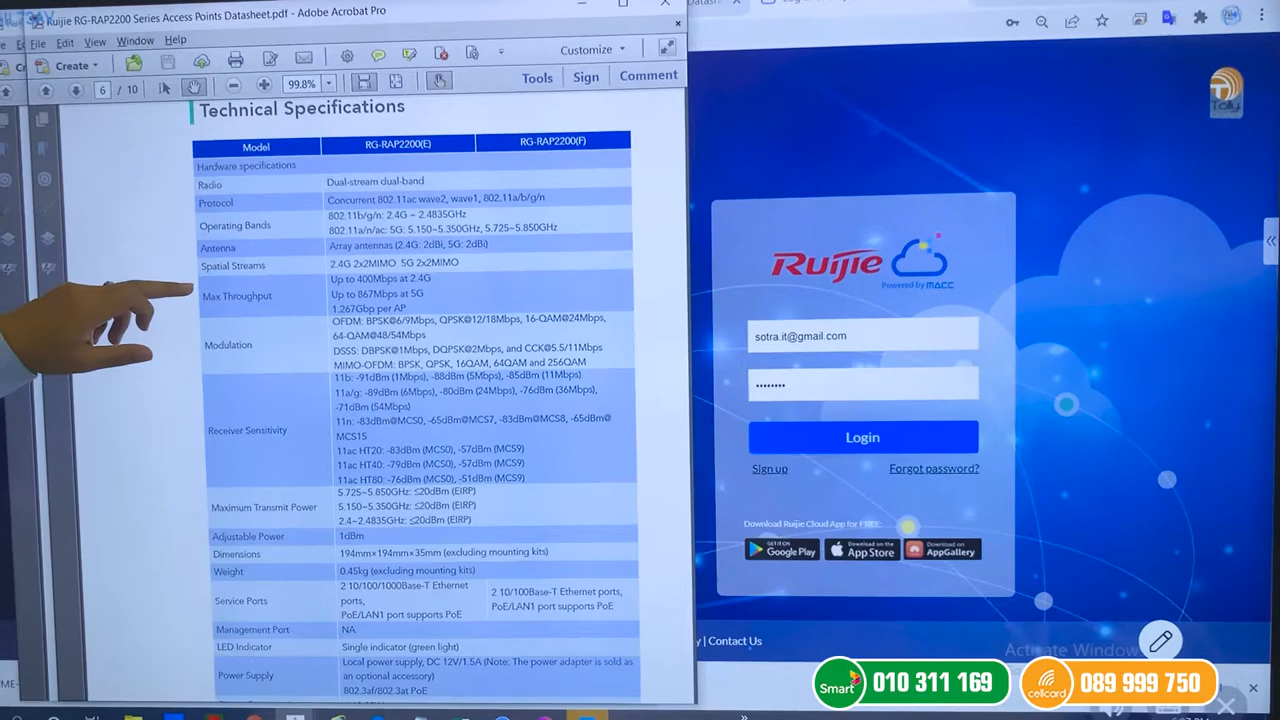 Ruijie RG-RAP2200 Series Access Points Datasheet.pdf - Adobe Acrobat Pro
File Edit View Window Help
Create
Customize
6 / 10
99.8%
Tools Sign Comment
Technical Specifications
Model RG-RAP2200(E) RG-RAP2200(F)
Hardware specifications
Radio Dual-stream dual-band
Protocol Concurrent 802.11ac wave2, wave1, 802.11a/b/g/n
Operating Bands 802.11b/g/n: 2.4G ~ 2.4835GHz
802.11a/n/ac: 5G: 5.150~5.350GHz, 5.725~5.850GHz
Antenna Array antennas (2.4G: 2dBi, 5G: 2dBi)
Spatial Streams 2.4G 2x2MIMO 5G 2x2MIMO
Max Throughput Up to 400Mbps at 2.4G
Up to 867Mbps at 5G
1.267Gbp per AP
Modulation OFDM: BPSK@6/9Mbps, QPSK@12/18Mbps, 16-QAM@24Mbps,
64-QAM@48/54Mbps
DSSS: DBPSK@1Mbps, DQPSK@2Mbps, and CCK@5.5/11Mbps
MIMO-OFDM: BPSK, QPSK, 16QAM, 64QAM and 256QAM
Receiver Sensitivity 11b: -91dBm (1Mbps), -88dBm (5Mbps), -85dBm (11Mbps)
11a/g: -89dBm (6Mbps), -80dBm (24Mbps), -76dBm (36Mbps),
-71dBm (54Mbps)
11n: -83dBm@MCS0, -65dBm@MCS7, -83dBm@MCS8, -65dBm@
MCS15
11ac HT20: -83dBm (MCS0), -57dBm (MCS9)
11ac HT40: -79dBm (MCS0), -57dBm (MCS9)
11ac HT80: -76dBm (MCS0), -51dBm (MCS9)
Maximum Transmit Power 5.725~5.850GHz: ≤20dBm (EIRP)
5.150~5.350GHz: ≤20dBm (EIRP)
2.4~2.4835GHz: ≤20dBm (EIRP)
Adjustable Power 1dBm
Dimensions 194mm×194mm×35mm (excluding mounting kits)
Weight 0.45kg (excluding mounting kits)
Service Ports 2 10/100/1000Base-T Ethernet
ports,
PoE/LAN1 port supports PoE
2 10/100Base-T Ethernet ports,
PoE/LAN1 port supports PoE
Management Port NA
LED Indicator Single indicator (green light)
Power Supply Local power supply, DC 12V/1.5A (Note: The power adapter is sold as
an optional accessory)
802.3af/802.3at PoE
Ruijie
Powered by MACC
sotra.it@gmail.com
Login
Sign up Forgot password?
Download Ruijie Cloud App for FREE:
GET IT ON Google Play
Download on the App Store
Download on AppGallery
| Contact Us
Activate Window
Smart 010 311 169
cellcard 089 999 750